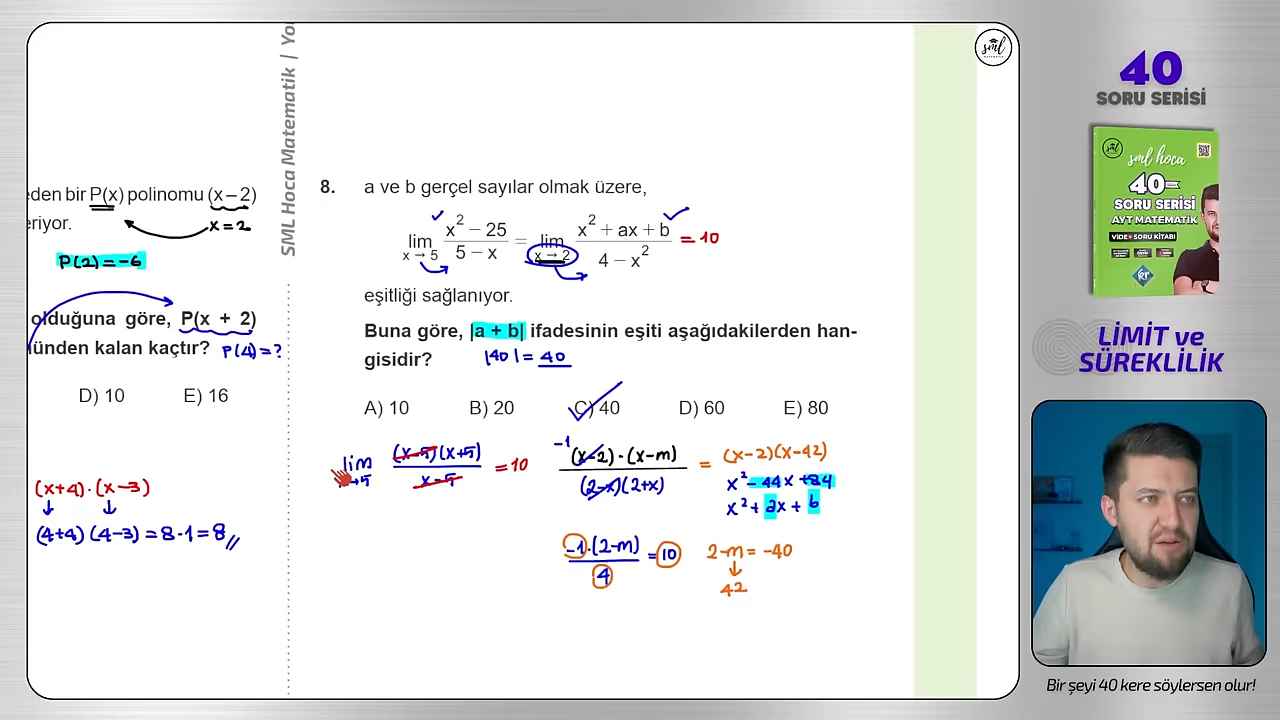 SML Hoca Matematik | Yo
eden bir P(x) polinomu (x – 2)
eriyor.
x = 2
P(2) = -6
olduğuna göre, P(x + 2)
ünden kalan kaçtır? P(4) = ?
D) 10 E) 16
(x+4) · (x-3)
(4+4) (4-3) = 8·1 = 8 //
8. a ve b gerçel sayılar olmak üzere,
lim x → 5 (x² – 25)/(5 – x) = lim x → 2 (x² + ax + b)/(4 – x²) = 10
eşitliği sağlanıyor.
Buna göre, |a + b| ifadesinin eşiti aşağıdakilerden han-
gisidir? |40| = 40
A) 10 B) 20 C) 40 D) 60 E) 80
lim (x-5)(x+5)/(x-5) = 10
-1 (x-2)·(x-m)/((2-x)(2+x)) = (x-2)(x-42)
x² - 44x + 84
x² + ax + b
-1·(2-m)/4 = 10 2-m = -40
42
sml
40
SORU SERİSİ
sml hoca
40
SORU SERİSİ
AYT MATEMATİK
VİDEO SORU KİTABI
LİMİT ve
SÜREKLİLİK
Bir şeyi 40 kere söylersen olur!